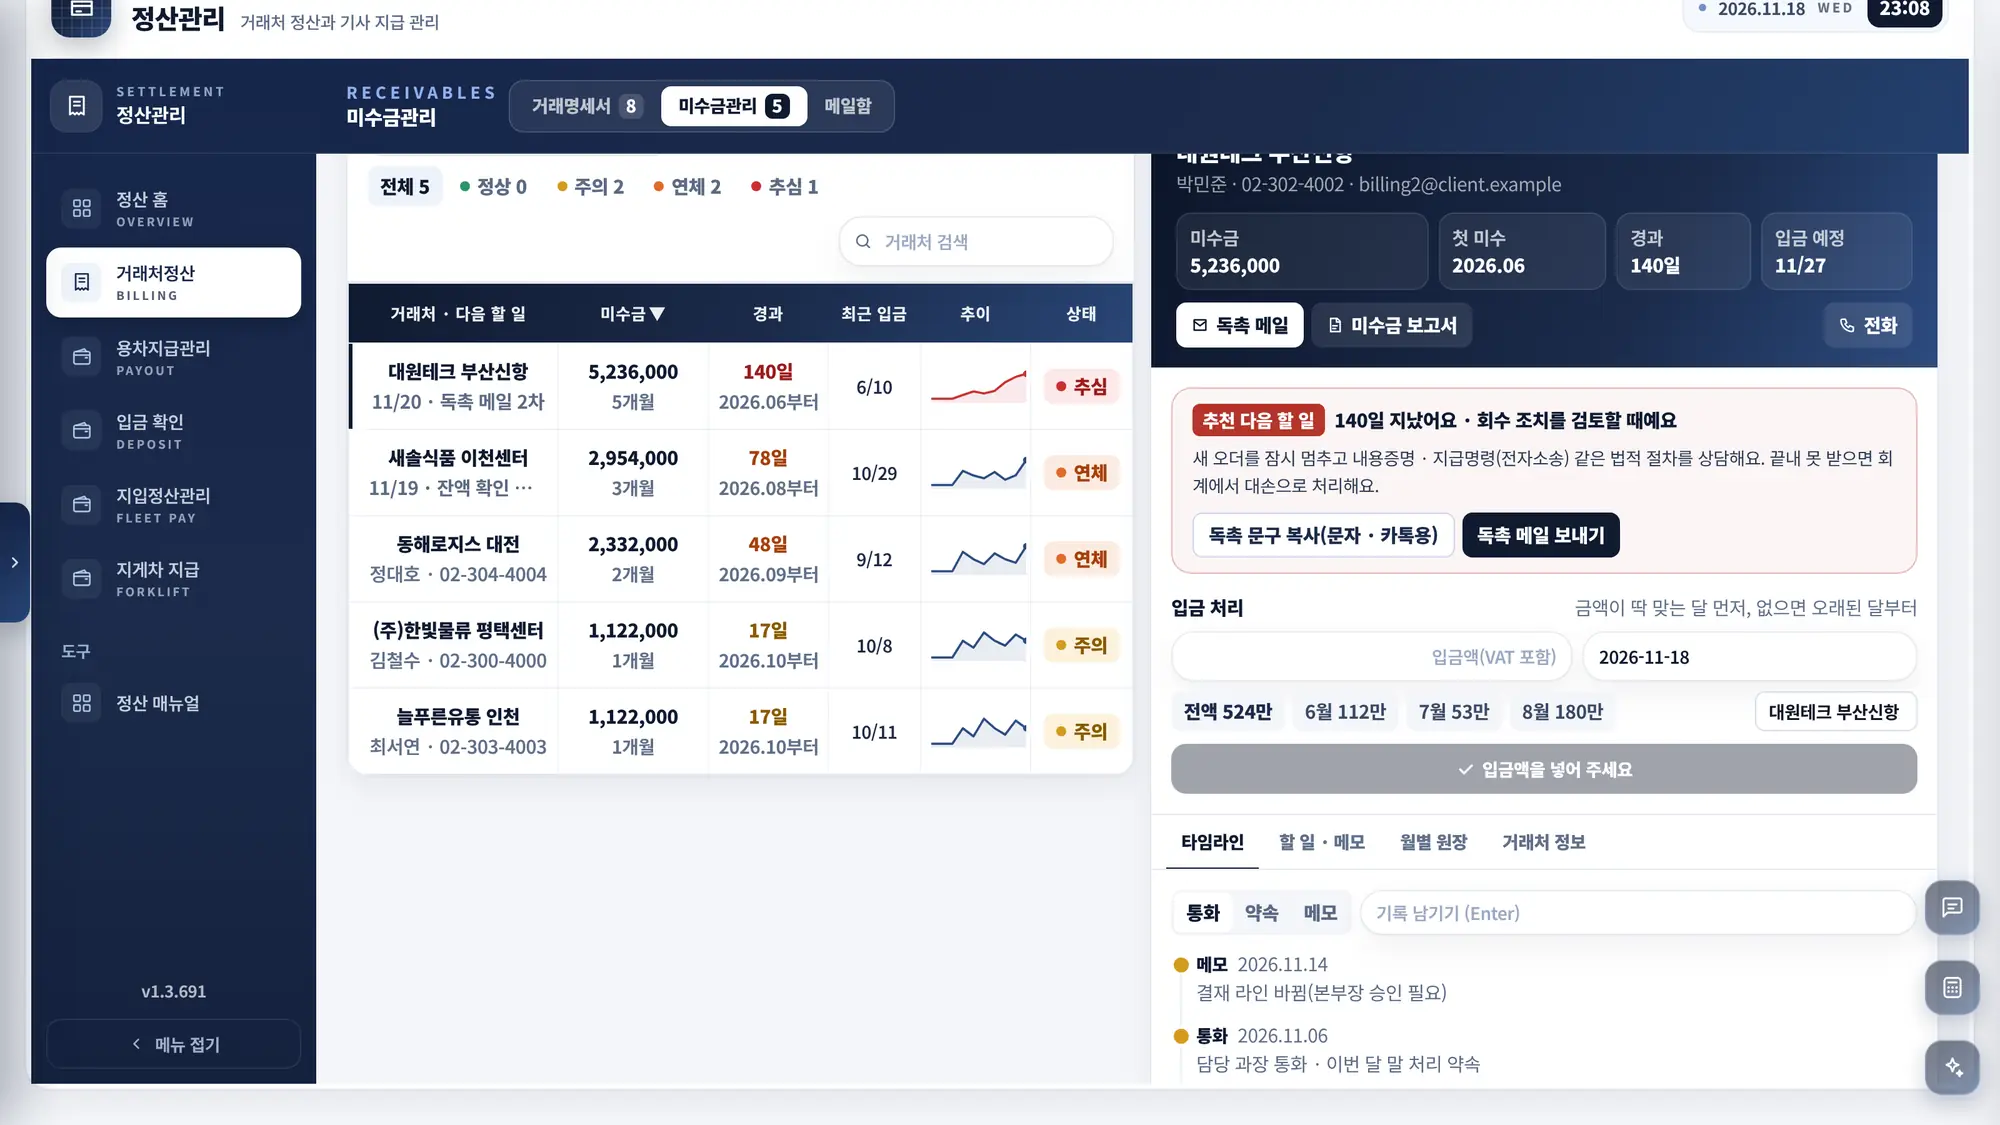 정산관리 거래처 정산과 기사 지급 관리
2026.11.18 WED 23:08
SETTLEMENT
정산관리
RECEIVABLES
미수금관리
거래명세서 8 미수금관리 5 메일함
정산 홈
OVERVIEW
거래처정산
BILLING
용차지급관리
PAYOUT
입금 확인
DEPOSIT
지입정산관리
FLEET PAY
지게차 지급
FORKLIFT
도구
정산 매뉴얼
v1.3.691
메뉴 접기
전체 5 정상 0 주의 2 연체 2 추심 1
거래처 검색
거래처 · 다음 할 일 미수금▼ 경과 최근 입금 추이 상태
대원테크 부산신항 5,236,000 140일 6/10 추심
11/20 · 독촉 메일 2차 5개월 2026.06부터
새솔식품 이천센터 2,954,000 78일 10/29 연체
11/19 · 잔액 확인 ··· 3개월 2026.08부터
동해로지스 대전 2,332,000 48일 9/12 연체
정대호 · 02-304-4004 2개월 2026.09부터
(주)한빛물류 평택센터 1,122,000 17일 10/8 주의
김철수 · 02-300-4000 1개월 2026.10부터
늘푸른유통 인천 1,122,000 17일 10/11 주의
최서연 · 02-303-4003 1개월 2026.10부터
대원테크 부산신항
박민준 · 02-302-4002 · billing2@client.example
미수금 첫 미수 경과 입금 예정
5,236,000 2026.06 140일 11/27
독촉 메일 미수금 보고서 전화
추천 다음 할 일 140일 지났어요 · 회수 조치를 검토할 때예요
새 오더를 잠시 멈추고 내용증명 · 지급명령(전자소송) 같은 법적 절차를 상담해요. 끝내 못 받으면 회
계에서 대손으로 처리해요.
독촉 문구 복사(문자 · 카톡용) 독촉 메일 보내기
입금 처리 금액이 딱 맞는 달 먼저, 없으면 오래된 달부터
입금액(VAT 포함) 2026-11-18
전액 524만 6월 112만 7월 53만 8월 180만 대원테크 부산신항
입금액을 넣어 주세요
타임라인 할 일 · 메모 월별 원장 거래처 정보
통화 약속 메모 기록 남기기 (Enter)
메모 2026.11.14
결재 라인 바뀜(본부장 승인 필요)
통화 2026.11.06
담당 과장 통화 · 이번 달 말 처리 약속